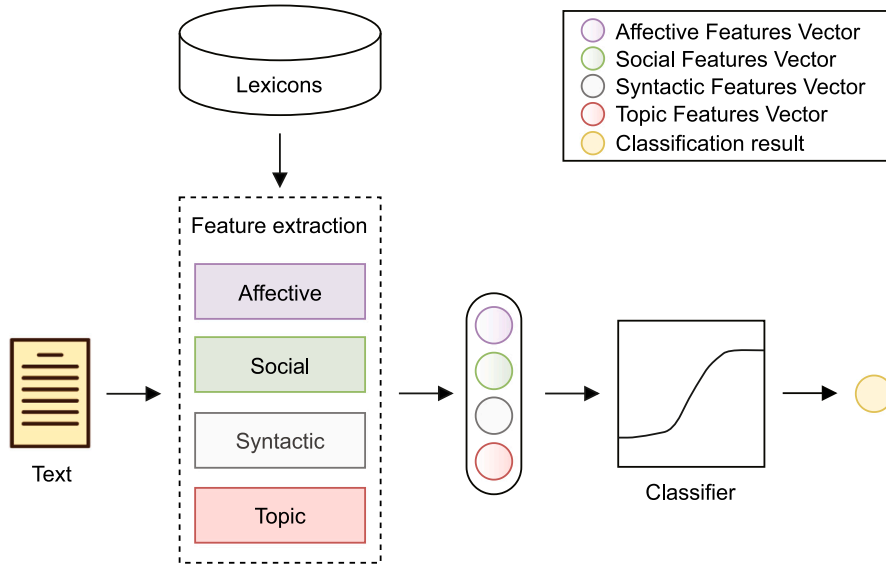 Lexicons
Affective Features Vector
Social Features Vector
Syntactic Features Vector
Topic Features Vector
Classification result
Feature extraction
Affective
Social
Syntactic
Topic
Text
Classifier